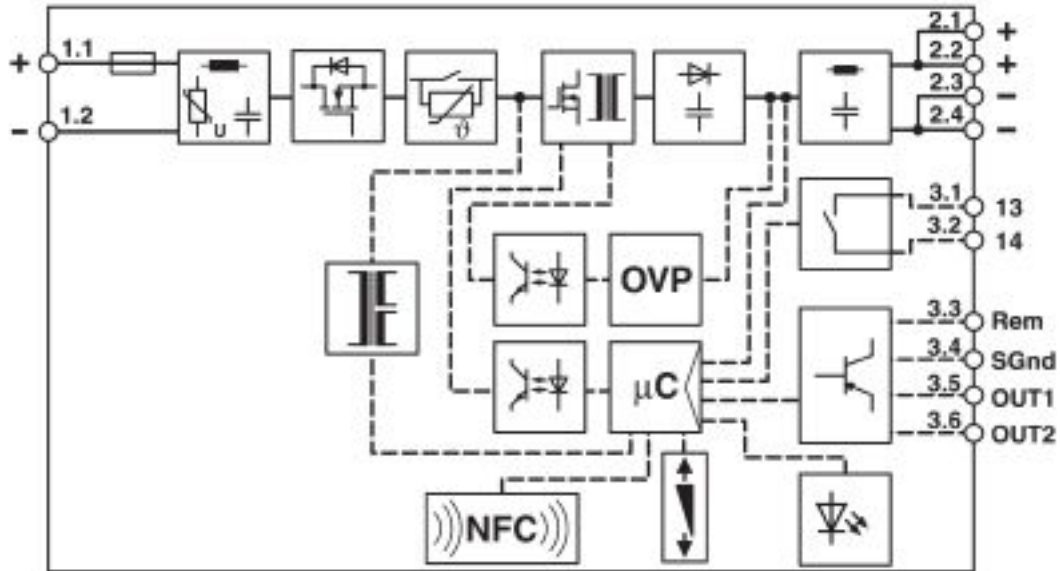 + 1.1
- 1.2
U
ϑ
2.1 +
2.2 +
2.3 -
2.4 -
3.1 13
3.2 14
OVP
3.3 Rem
3.4 SGnd
3.5 OUT1
3.6 OUT2
µC
NFC